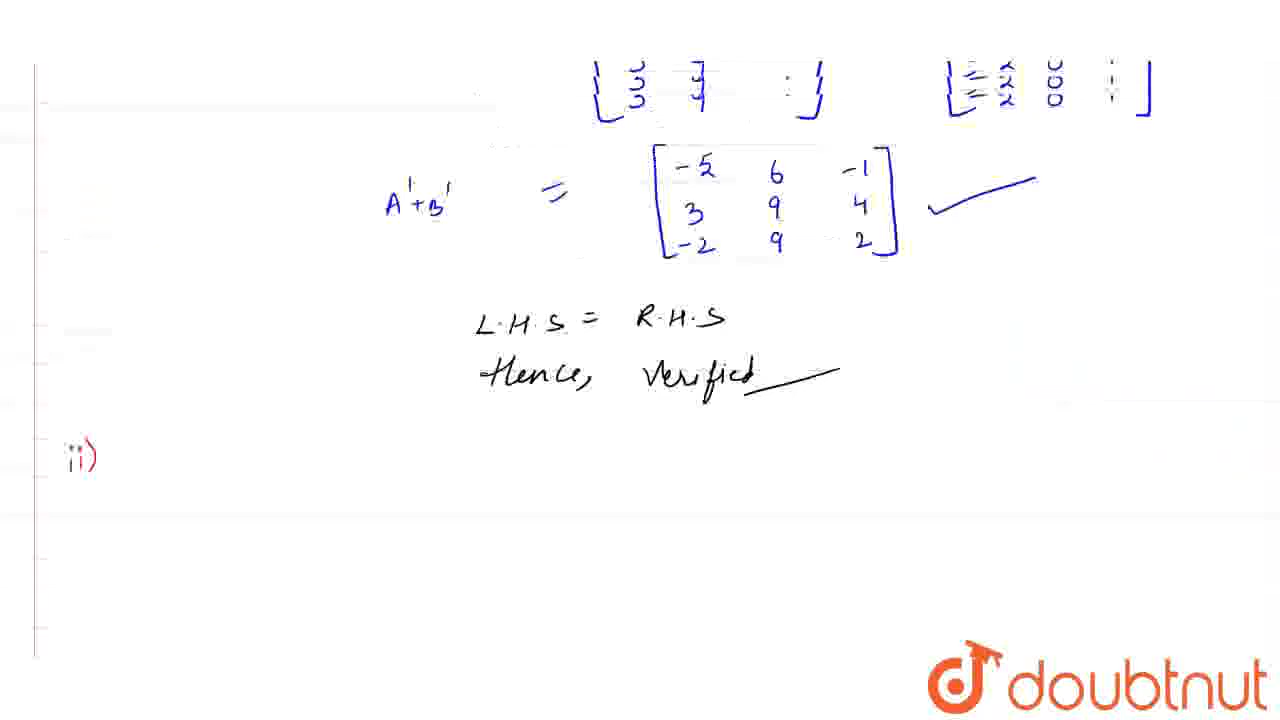 A'+B' = [ -5 6 -1
3 9 4
-2 9 2 ]
L.H.S = R.H.S
Hence, Verified
ii)
doubtnut